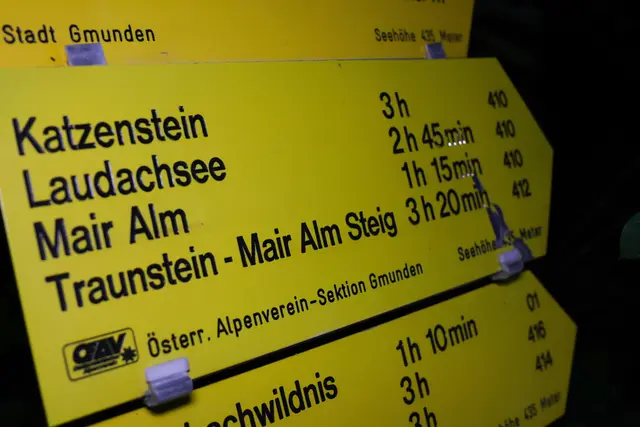 Stadt Gmunden Seehöhe 435 Meter
Katzenstein 3 h 410
Laudachsee 2 h 45 min 410
Mair Alm 1 h 15 min 410
Traunstein - Mair Alm Steig 3 h 20 min 412
ÖAV Österr. Alpenverein-Sektion Gmunden Seehöhe 435 Meter
1 h 10 min 01
3 h 416
3 h 414
435 Meter